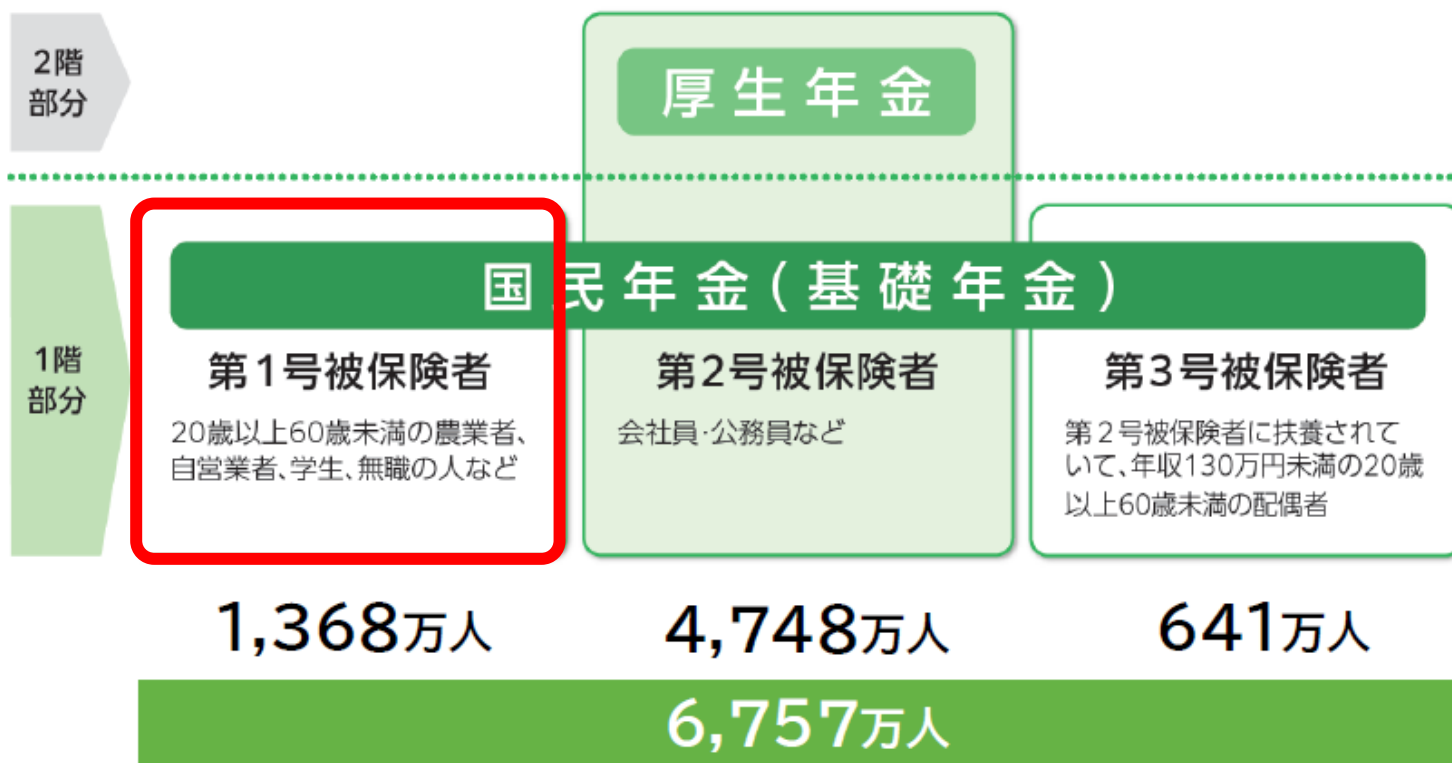 2階
部分
厚生年金
1階
部分
国民年金(基礎年金)
第1号被保険者
20歳以上60歳未満の農業者、
自営業者、学生、無職の人など
第2号被保険者
会社員・公務員など
第3号被保険者
第2号被保険者に扶養されて
いて、年収130万円未満の20歳
以上60歳未満の配偶者
1,368万人
4,748万人
641万人
6,757万人